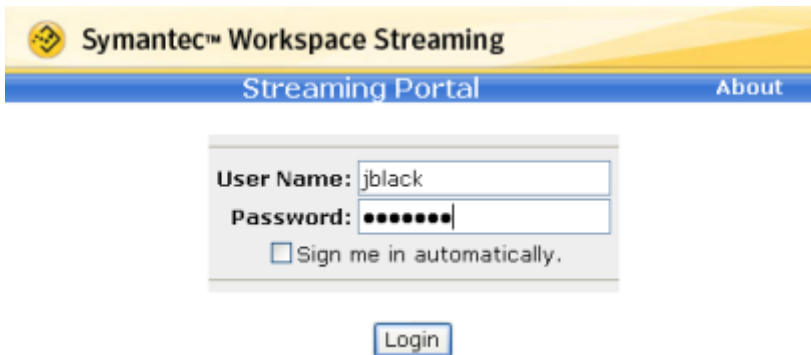 Symantec™ Workspace Streaming
Streaming Portal About
User Name: jblack
Password: •••••••
Sign me in automatically.
Login